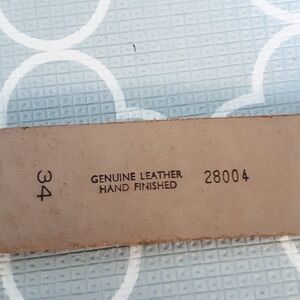 34
GENUINE LEATHER
HAND FINISHED
28004